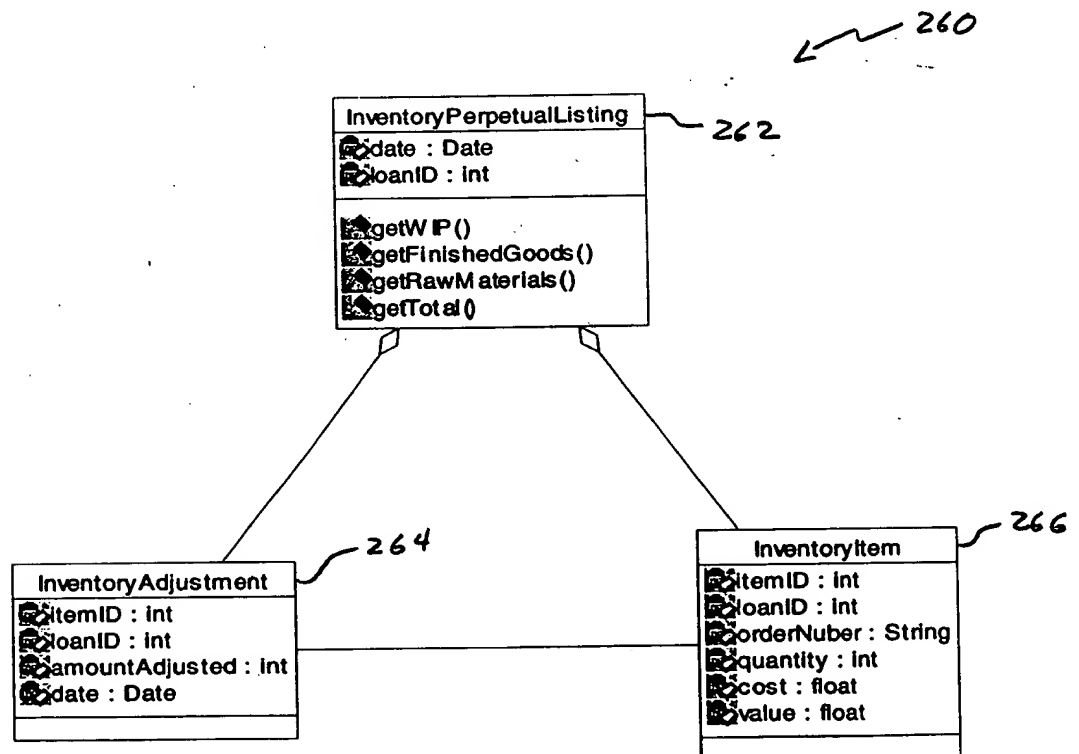 260
InventoryPerpetualListing
262
date : Date
loanID : int
getWIP()
getFinishedGoods()
getRawMaterials()
getTotal()
264
InventoryAdjustment
itemID : int
loanID : int
amountAdjusted : int
date : Date
266
InventoryItem
itemID : int
loanID : int
orderNuber : String
quantity : int
cost : float
value : float